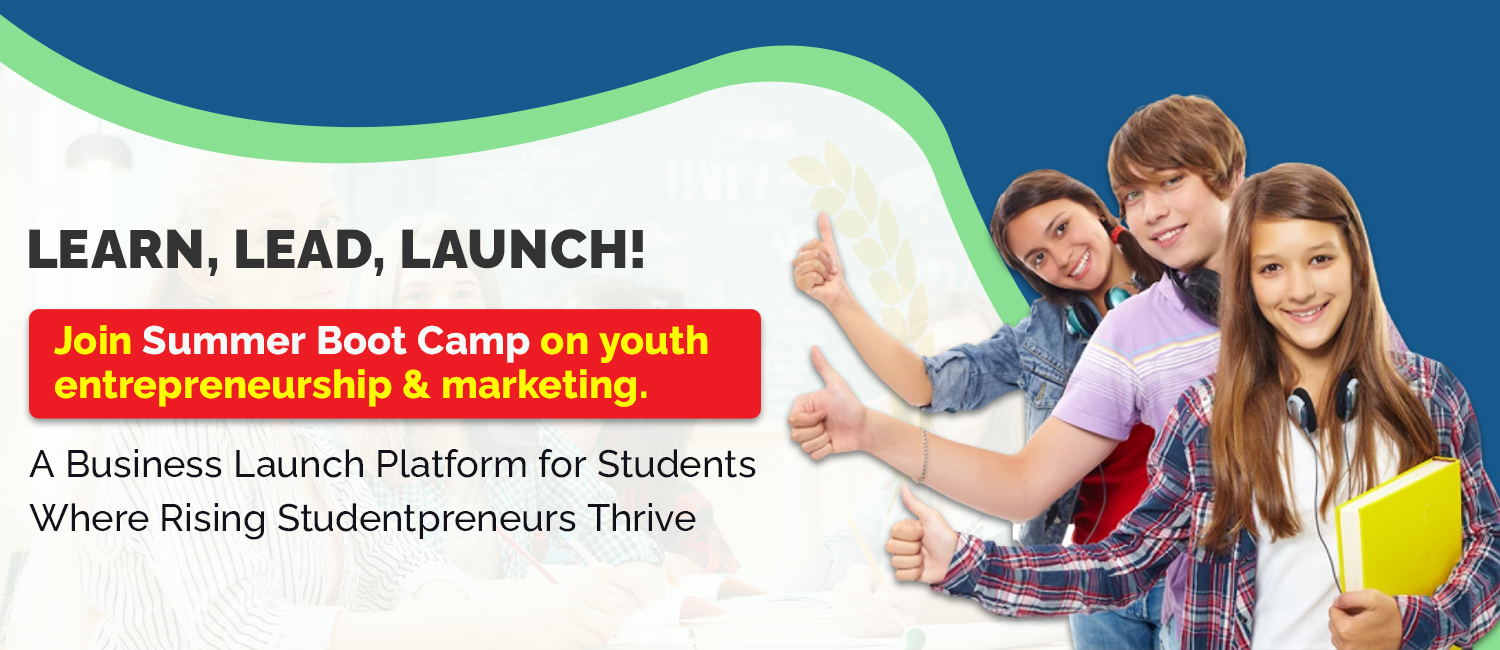 LEARN, LEAD, LAUNCH!
Join Summer Boot Camp on youth
entrepreneurship & marketing.
A Business Launch Platform for Students
Where Rising Studentpreneurs Thrive